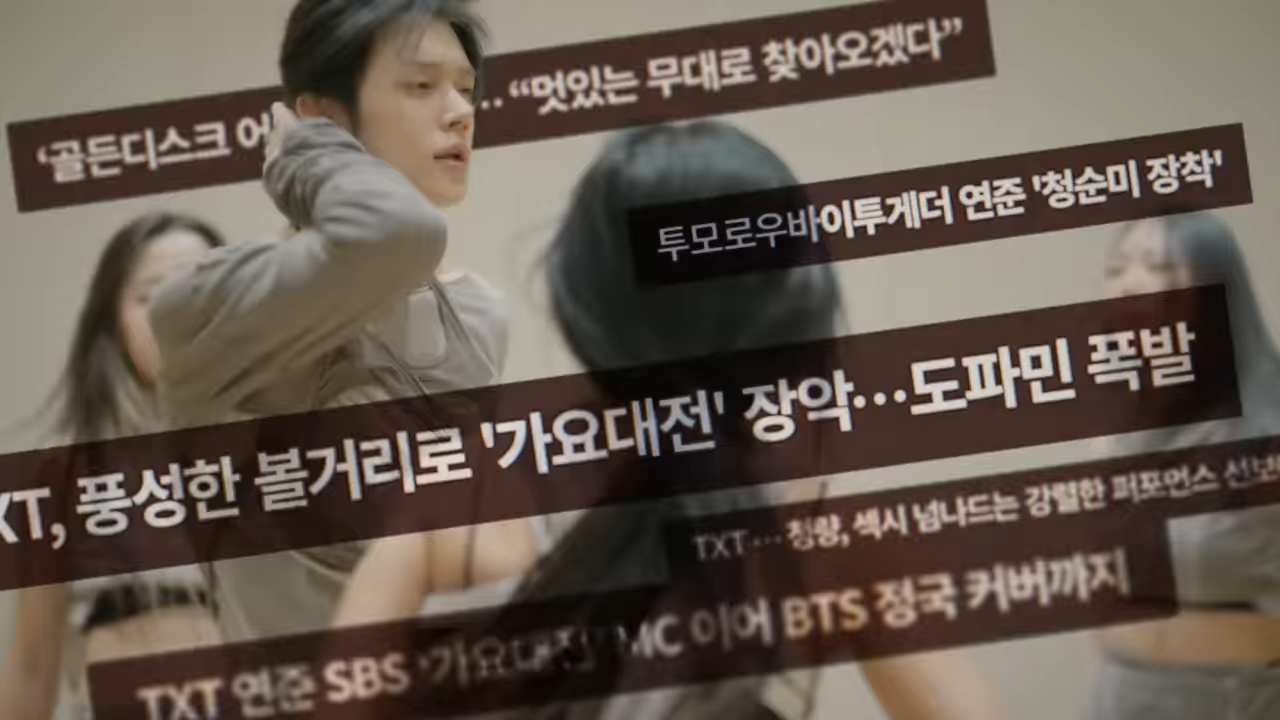 ‘골든디스크 어 .. “멋있는 무대로 찾아오겠다”
투모로우바이투게더 연준 '청순미 장착'
XT, 풍성한 볼거리로 '가요대전' 장악…도파민 폭발
TXT… 청량, 섹시 넘나드는 강렬한 퍼포먼스 선보
TXT 연준 SBS '가요대전' MC 이어 BTS 정국 커버까지